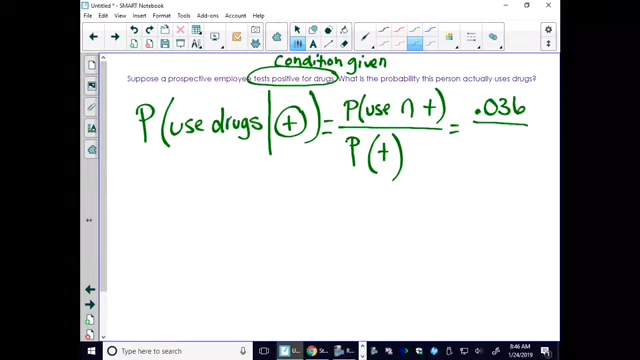 Untitled * - SMART Notebook
File Edit View Insert Format Tools Add-ons Help
condition given
Suppose a prospective employee tests positive for drugs. What is the probability this person actually uses drugs?
P(use drugs | +) = P(use ∩ +) / P(+) = .036
Type here to search
8:46 AM
1/24/2019